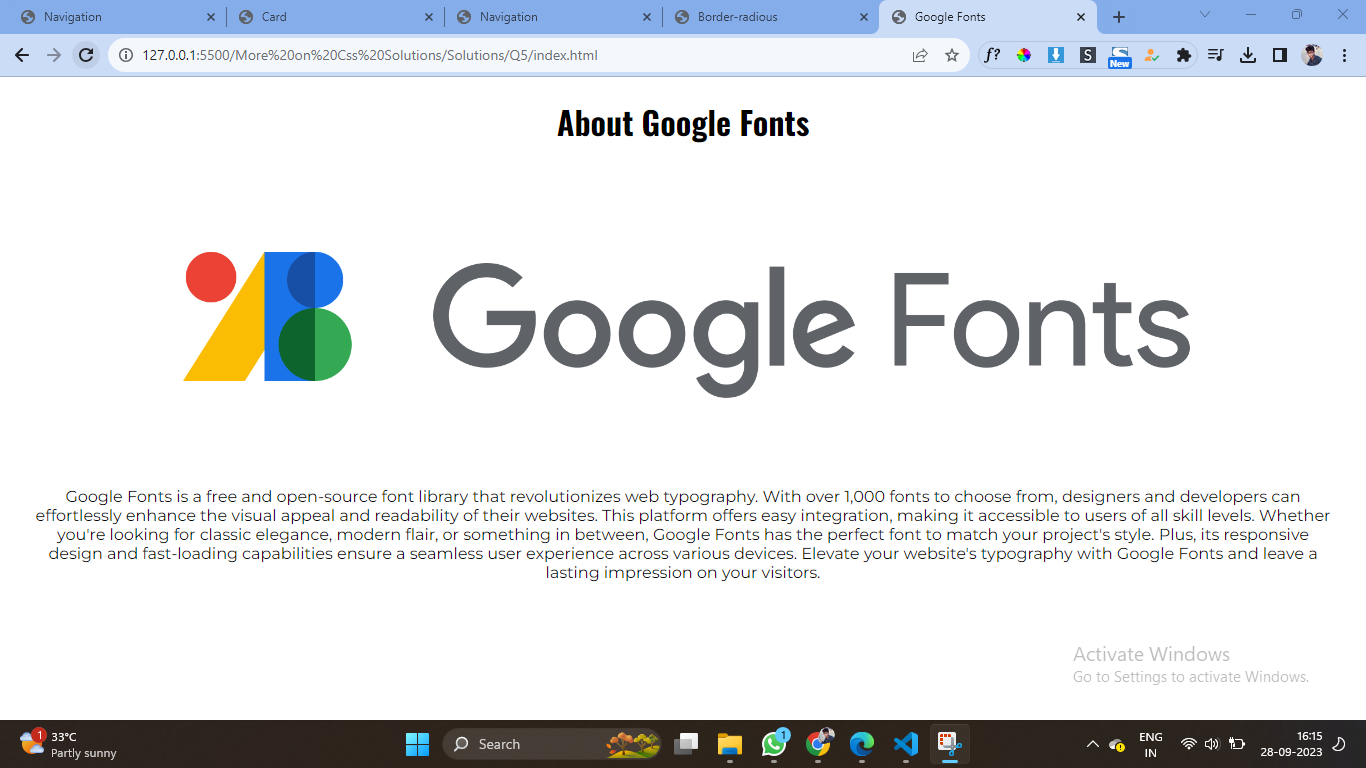 Navigation
Card
Navigation
Border-radious
Google Fonts
127.0.0.1:5500/More%20on%20Css%20Solutions/Solutions/Q5/index.html
f?
S
New
About Google Fonts
Google Fonts
Google Fonts is a free and open-source font library that revolutionizes web typography. With over 1,000 fonts to choose from, designers and developers can
effortlessly enhance the visual appeal and readability of their websites. This platform offers easy integration, making it accessible to users of all skill levels. Whether
you're looking for classic elegance, modern flair, or something in between, Google Fonts has the perfect font to match your project's style. Plus, its responsive
design and fast-loading capabilities ensure a seamless user experience across various devices. Elevate your website's typography with Google Fonts and leave a
lasting impression on your visitors.
Activate Windows
Go to Settings to activate Windows.
1
33°C
Partly sunny
Search
1
ENG
IN
16:15
28-09-2023